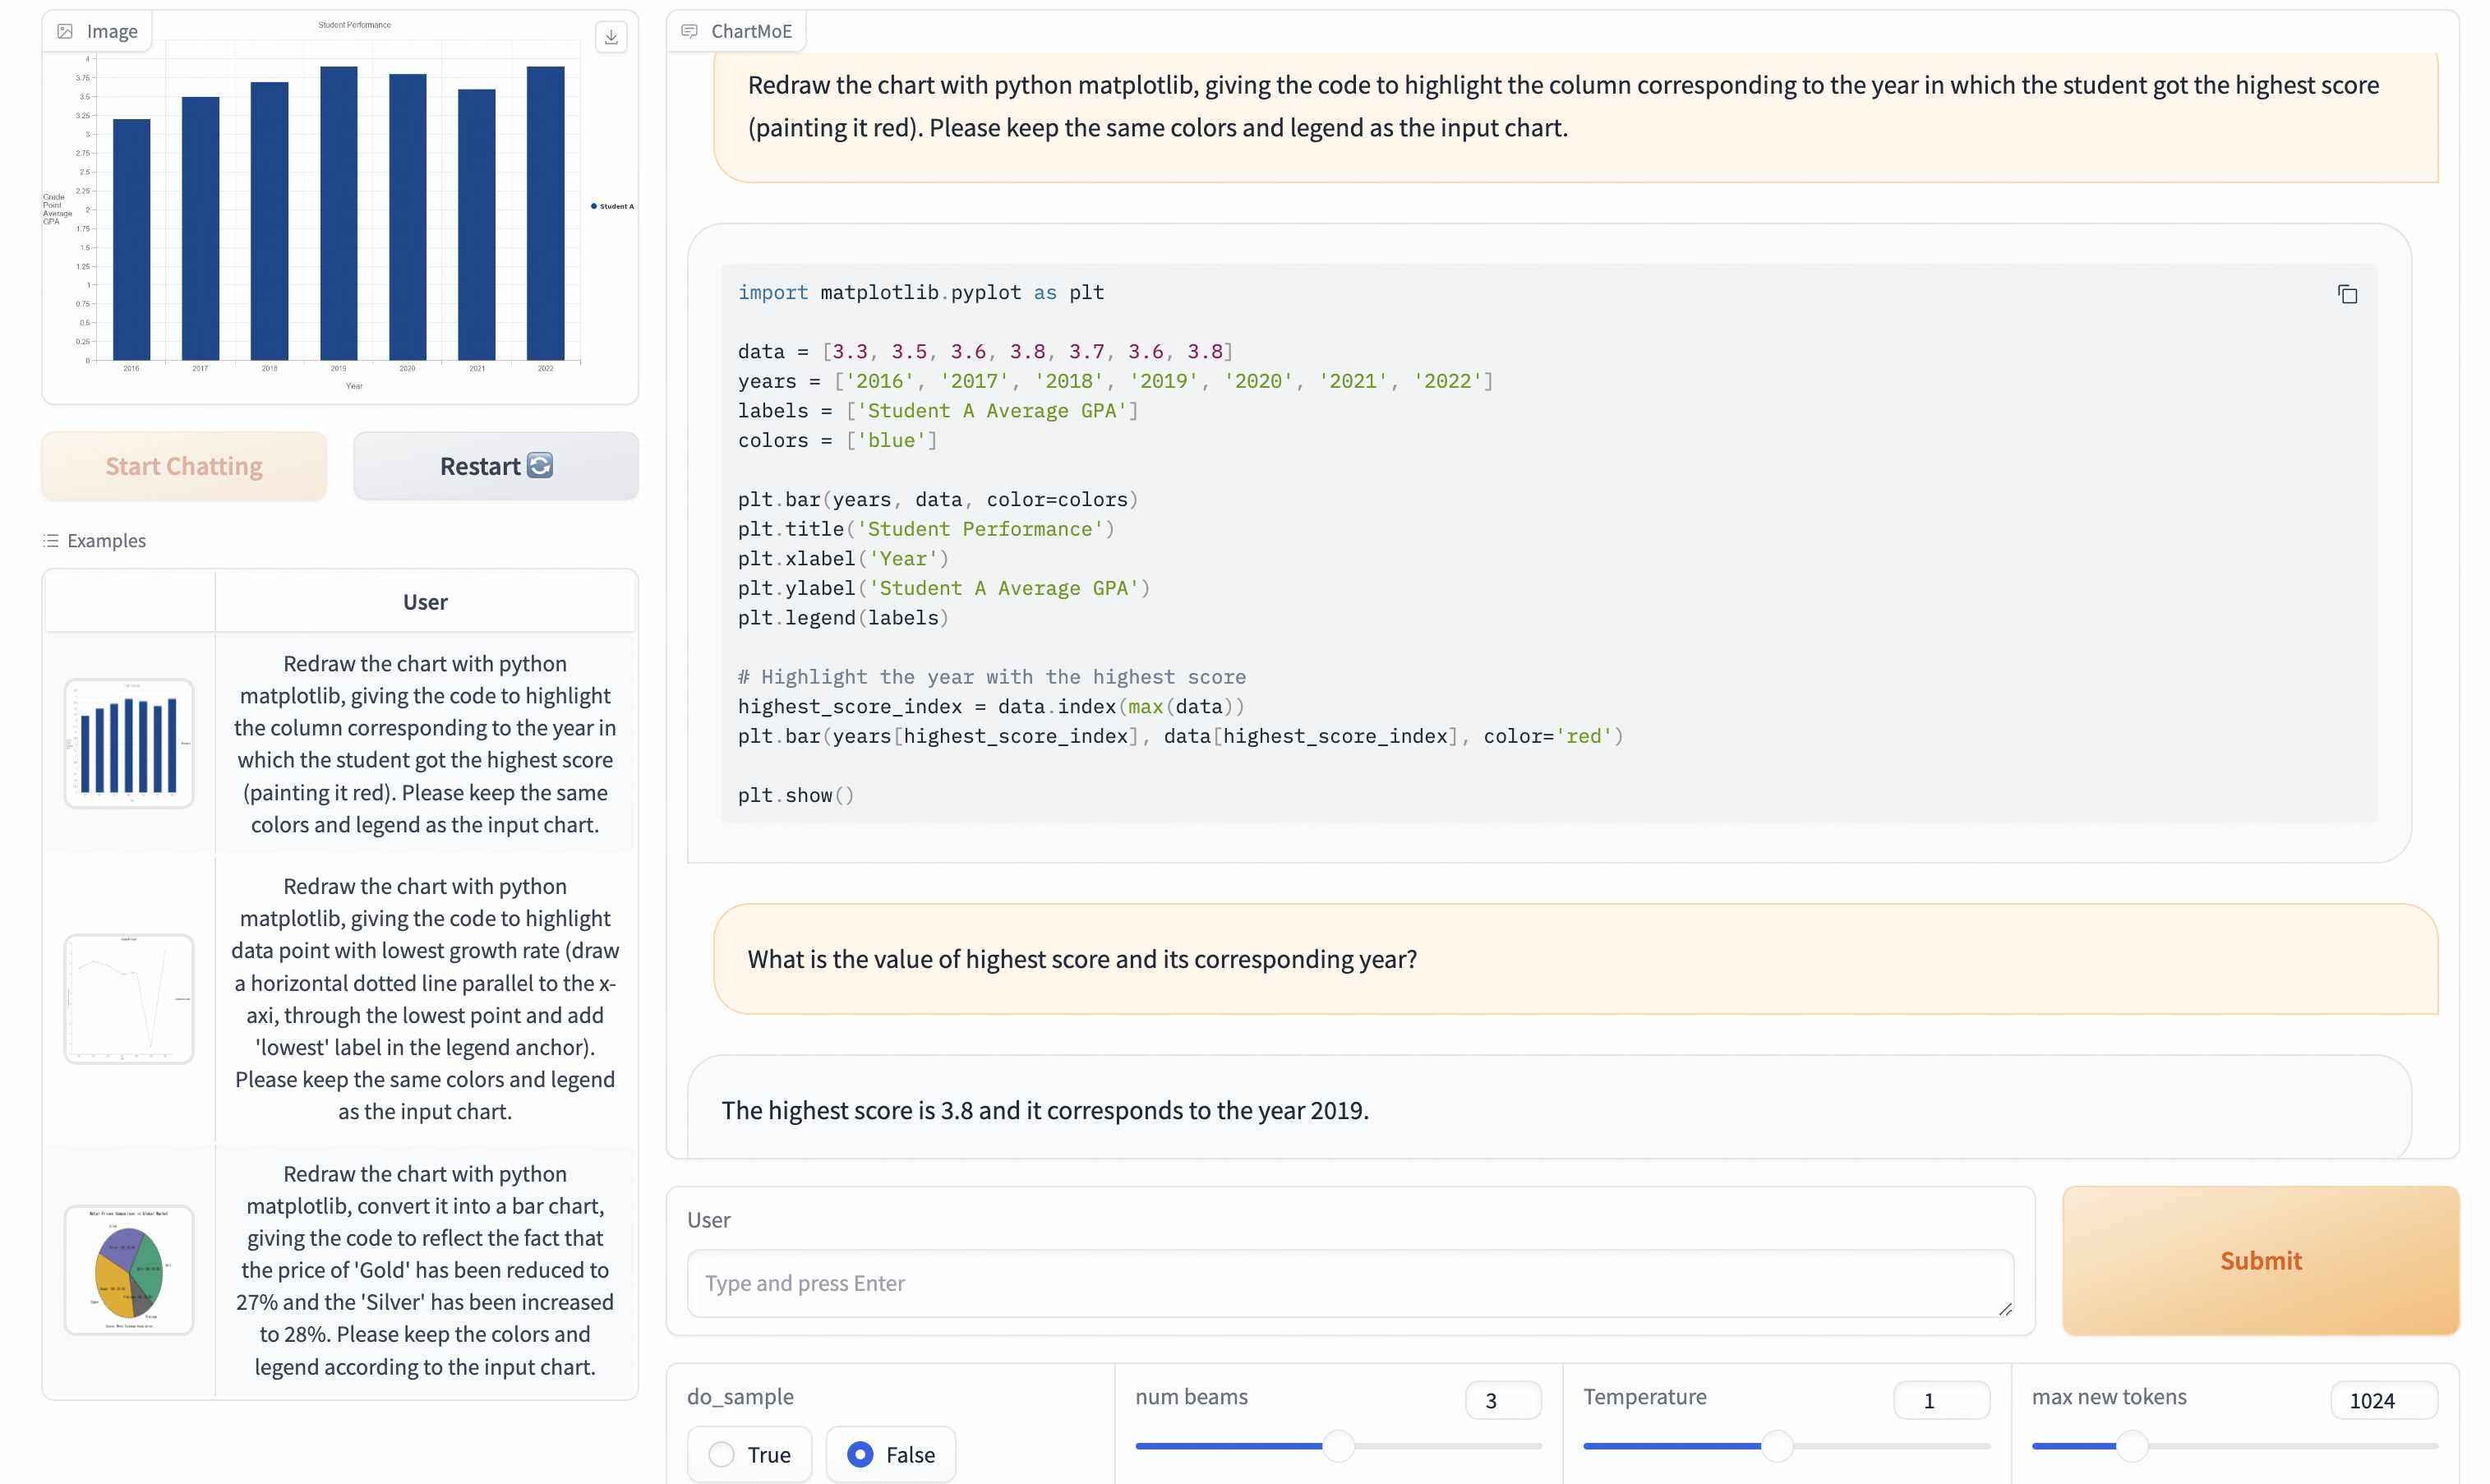 Image
Student Performance
4
3.75
3.5
3.25
3
2.75
2.5
2.25
2
1.75
1.5
1.25
1
0.75
0.5
0.25
0
Grade
Point
Average
GPA
2016 2017 2018 2019 2020 2021 2022
Year
Student A
Start Chatting
Restart
Examples
User
Redraw the chart with python
matplotlib, giving the code to highlight
the column corresponding to the year in
which the student got the highest score
(painting it red). Please keep the same
colors and legend as the input chart.
Redraw the chart with python
matplotlib, giving the code to highlight
data point with lowest growth rate (draw
a horizontal dotted line parallel to the x-
axi, through the lowest point and add
'lowest' label in the legend anchor).
Please keep the same colors and legend
as the input chart.
Redraw the chart with python
matplotlib, convert it into a bar chart,
giving the code to reflect the fact that
the price of 'Gold' has been reduced to
27% and the 'Silver' has been increased
to 28%. Please keep the colors and
legend according to the input chart.
ChartMoE
Redraw the chart with python matplotlib, giving the code to highlight the column corresponding to the year in which the student got the highest score
(painting it red). Please keep the same colors and legend as the input chart.
import matplotlib.pyplot as plt
data = [3.3, 3.5, 3.6, 3.8, 3.7, 3.6, 3.8]
years = ['2016', '2017', '2018', '2019', '2020', '2021', '2022']
labels = ['Student A Average GPA']
colors = ['blue']
plt.bar(years, data, color=colors)
plt.title('Student Performance')
plt.xlabel('Year')
plt.ylabel('Student A Average GPA')
plt.legend(labels)
# Highlight the year with the highest score
highest_score_index = data.index(max(data))
plt.bar(years[highest_score_index], data[highest_score_index], color='red')
plt.show()
What is the value of highest score and its corresponding year?
The highest score is 3.8 and it corresponds to the year 2019.
User
Type and press Enter
Submit
do_sample
True
False
num beams
3
Temperature
1
max new tokens
1024